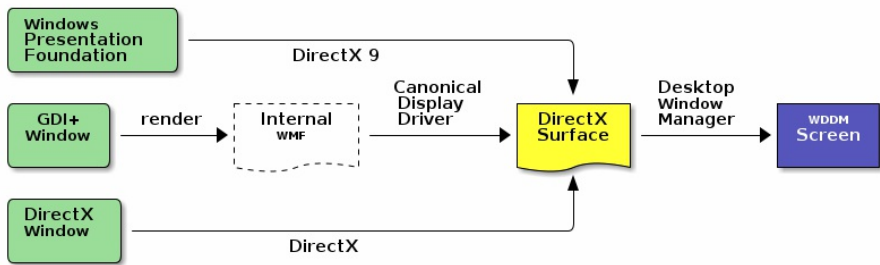 Windows
Presentation
Foundation
DirectX 9
GDI+
Window
render
Internal
WMF
Canonical
Display
Driver
DirectX
Surface
Desktop
Window
Manager
WDDM
Screen
DirectX
Window
DirectX